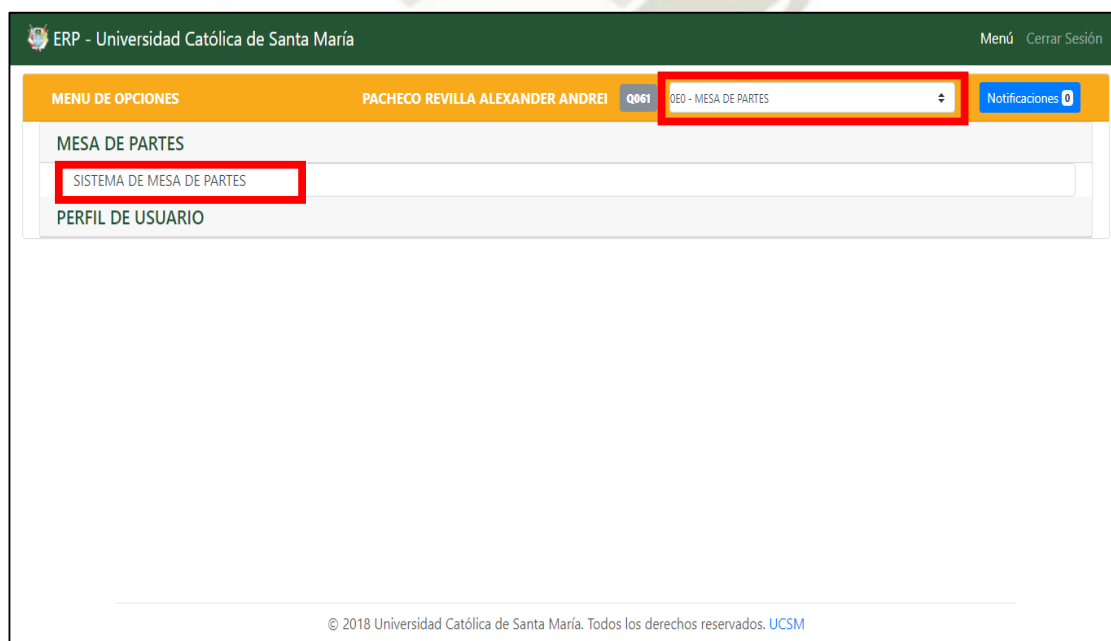 ERP - Universidad Católica de Santa María Menú Cerrar Sesión
MENU DE OPCIONES PACHECO REVILLA ALEXANDER ANDREI Q061 0E0 - MESA DE PARTES Notificaciones 0
MESA DE PARTES
SISTEMA DE MESA DE PARTES
PERFIL DE USUARIO
© 2018 Universidad Católica de Santa María. Todos los derechos reservados. UCSM